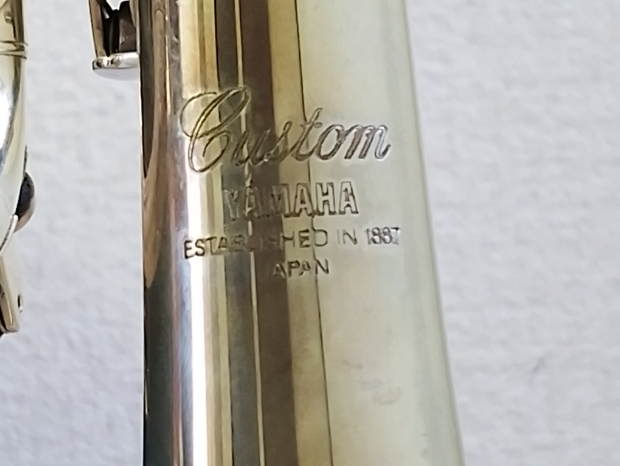 Custom
YAMAHA
ESTABLISHED IN 1887
JAPAN